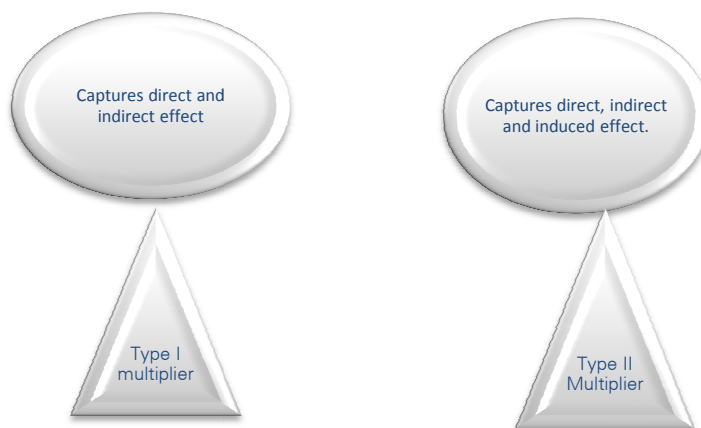 Captures direct and
indirect effect
Captures direct, indirect
and induced effect.
Type I
multiplier
Type II
Multiplier